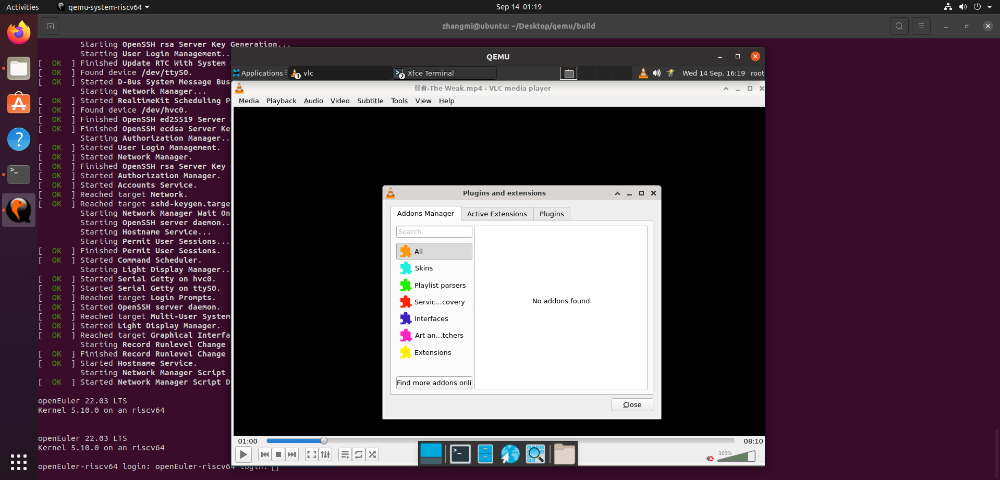 Activities
qemu-system-riscv64
Sep 14 01:19
zhangmi@ubuntu: ~/Desktop/qemu/build
Starting OpenSSH rsa Server Key Generation...
Starting User Login Management..
[ OK ] Finished Update RTC With System
[ OK ] Found device /dev/ttyS0.
[ OK ] Started D-Bus System Message Bus
Starting Network Manager...
[ OK ] Started RealtimeKit Scheduling P
[ OK ] Found device /dev/hvc0.
[ OK ] Finished OpenSSH ed25519 Server
[ OK ] Finished OpenSSH ecdsa Server Ke
Starting Authorization Manager..
[ OK ] Started User Login Management.
[ OK ] Started Network Manager.
[ OK ] Finished OpenSSH rsa Server Key
[ OK ] Started Authorization Manager.
[ OK ] Started Accounts Service.
[ OK ] Reached target Network.
[ OK ] Reached target sshd-keygen.targe
Starting Network Manager Wait On
Starting OpenSSH server daemon..
Starting Hostname Service...
Starting Permit User Sessions...
[ OK ] Finished Permit User Sessions.
[ OK ] Started Command Scheduler.
Starting Light Display Manager..
[ OK ] Started Serial Getty on hvc0.
[ OK ] Started Serial Getty on ttyS0.
[ OK ] Reached target Login Prompts.
[ OK ] Started OpenSSH server daemon.
[ OK ] Reached target Multi-User System
[ OK ] Started Light Display Manager.
[ OK ] Reached target Graphical Interfa
Starting Record Runlevel Change
[ OK ] Finished Record Runlevel Change
[ OK ] Started Hostname Service.
Starting Network Manager Script
[ OK ] Started Network Manager Script D
openEuler 22.03 LTS
Kernel 5.10.0 on an riscv64
openEuler 22.03 LTS
Kernel 5.10.0 on an riscv64
openEuler-riscv64 login: openEuler-riscv64 login:
QEMU
Applications
3 vlc
2 Xfce Terminal
Wed 14 Sep, 16:19 root
弱者-The Weak.mp4 - VLC media player
Media Playback Audio Video Subtitle Tools View Help
Plugins and extensions
Addons Manager
Active Extensions
Plugins
Search
All
Skins
Playlist parsers
Servic...covery
Interfaces
Art an...tchers
Extensions
Find more addons onli
No addons found
Close
01:00
08:10
100%